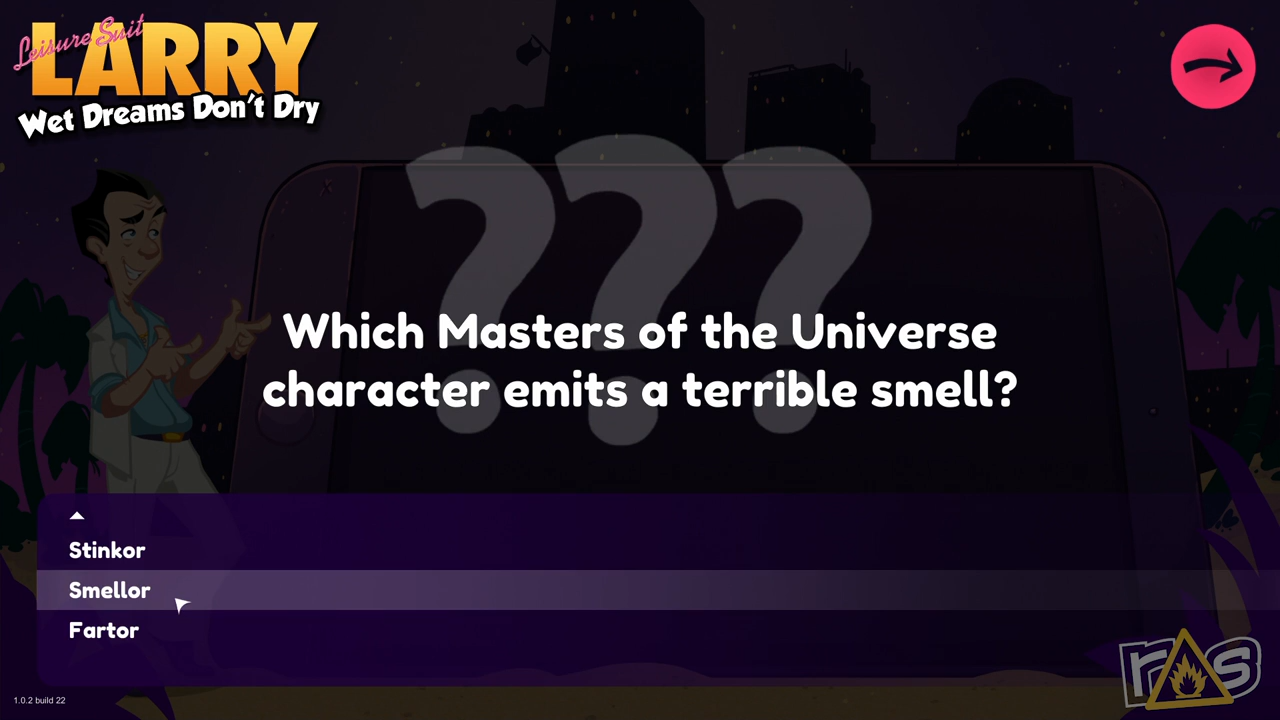 Leisure Suit
LARRY
Wet Dreams Don't Dry
???
Which Masters of the Universe
character emits a terrible smell?
Stinkor
Smellor
Fartor
1.0.2 build 22
ras